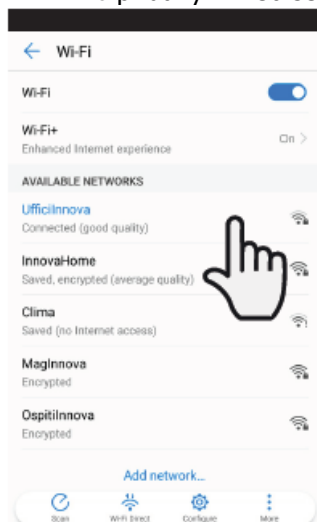 Wi-Fi
Wi-Fi
Wi-Fi+
On
Enhanced Internet experience
AVAILABLE NETWORKS
UfficiInnova
Connected (good quality)
InnovaHome
Saved, encrypted (average quality)
Clima
Saved (no Internet access)
MagInnova
Encrypted
OspitiInnova
Encrypted
Add network...
Scan Wi-Fi Direct Configure More